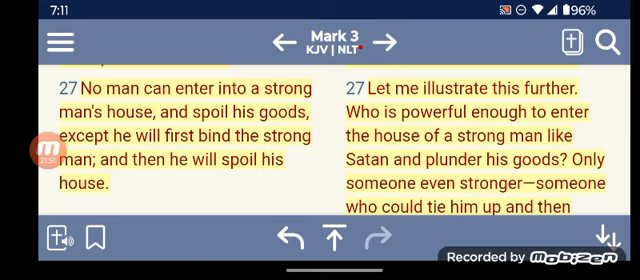 7:11
96%
Mark 3
KJV | NLT
27 No man can enter into a strong
man's house, and spoil his goods,
except he will first bind the strong
man; and then he will spoil his
house.
27 Let me illustrate this further.
Who is powerful enough to enter
the house of a strong man like
Satan and plunder his goods? Only
someone even stronger—someone
who could tie him up and then
21:51
Recorded by Mobizen